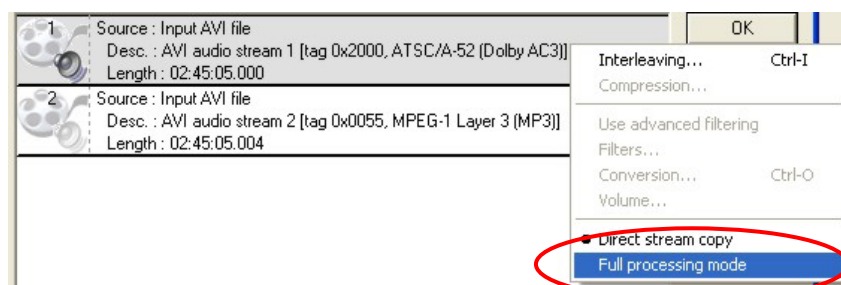 1
Source : Input AVI file
Desc. : AVI audio stream 1 [tag 0x2000, ATSC/A-52 (Dolby AC3)]
Length : 02:45:05.000
2
Source : Input AVI file
Desc. : AVI audio stream 2 [tag 0x0055, MPEG-1 Layer 3 (MP3)]
Length : 02:45:05.004
OK
Interleaving... Ctrl-I
Compression...
Use advanced filtering
Filters...
Conversion... Ctrl-O
Volume...
Direct stream copy
Full processing mode